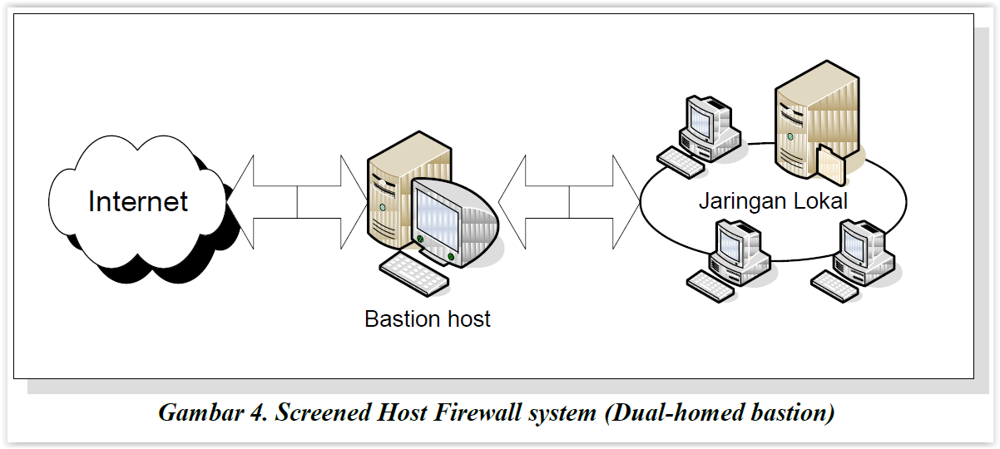 Internet
Jaringan Lokal
Bastion host
Gambar 4. Screened Host Firewall system (Dual-homed bastion)